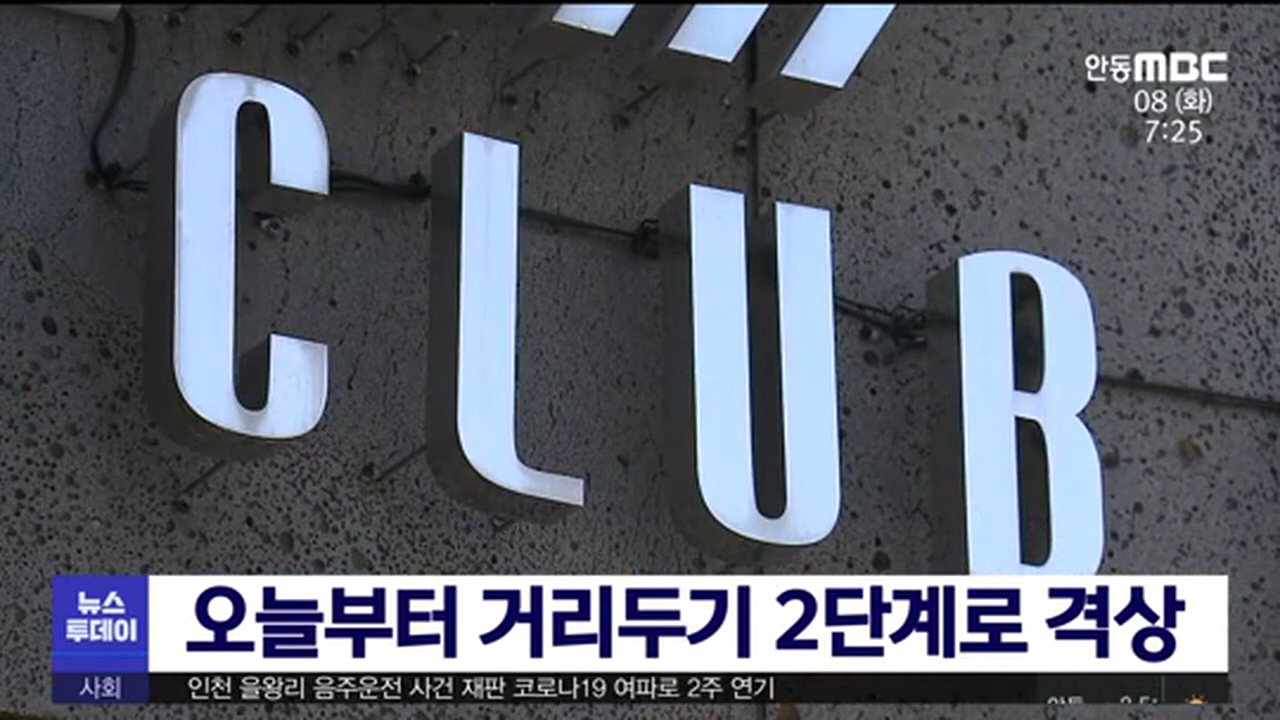 안동MBC
08 (화)
7:25
CLUB
뉴스
투데이
오늘부터 거리두기 2단계로 격상
사회
인천 을왕리 음주운전 사건 재판 코로나19 여파로 2주 연기